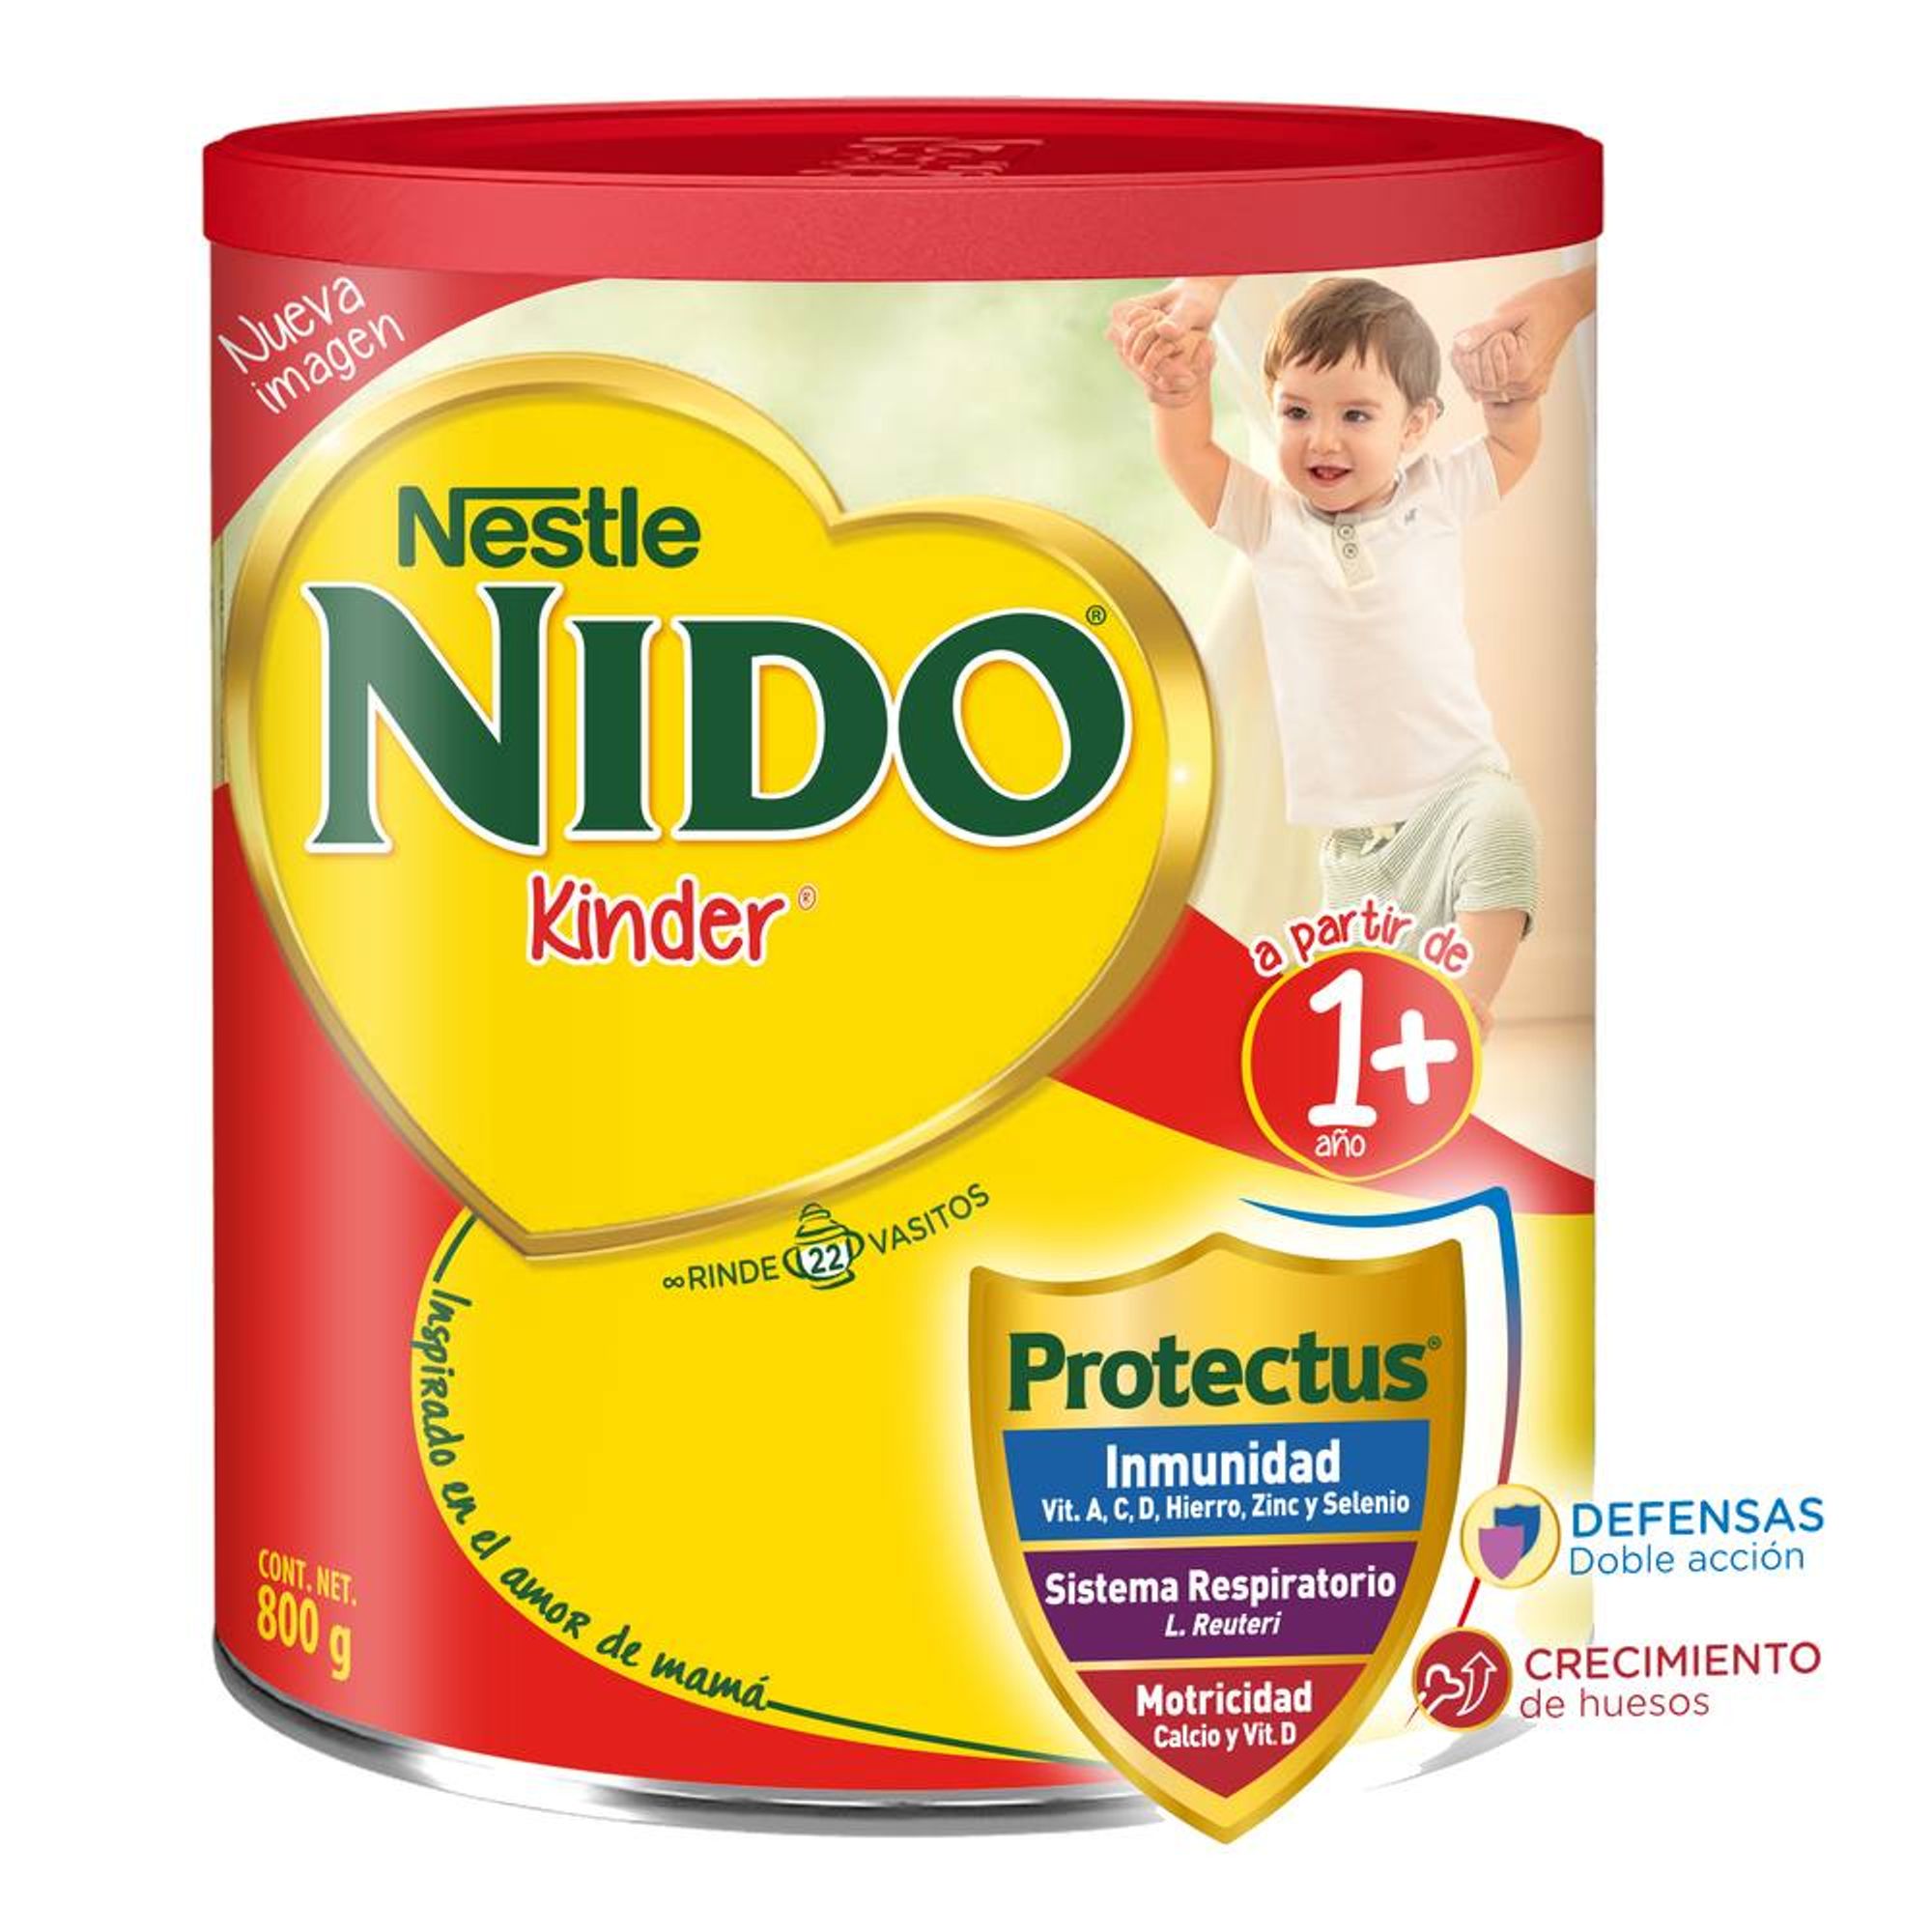 Nueva
imagen
Nestle
NIDO®
Kinder®
a partir de
1+
año
RINDE 22 VASITOS
Inspirado en el amor de mamá
Protectus®
Inmunidad
Vit. A, C, D, Hierro, Zinc y Selenio
Sistema Respiratorio
L. Reuteri
Motricidad
Calcio y Vit. D
DEFENSAS
Doble acción
CRECIMIENTO
de huesos
CONT. NET.
800 g